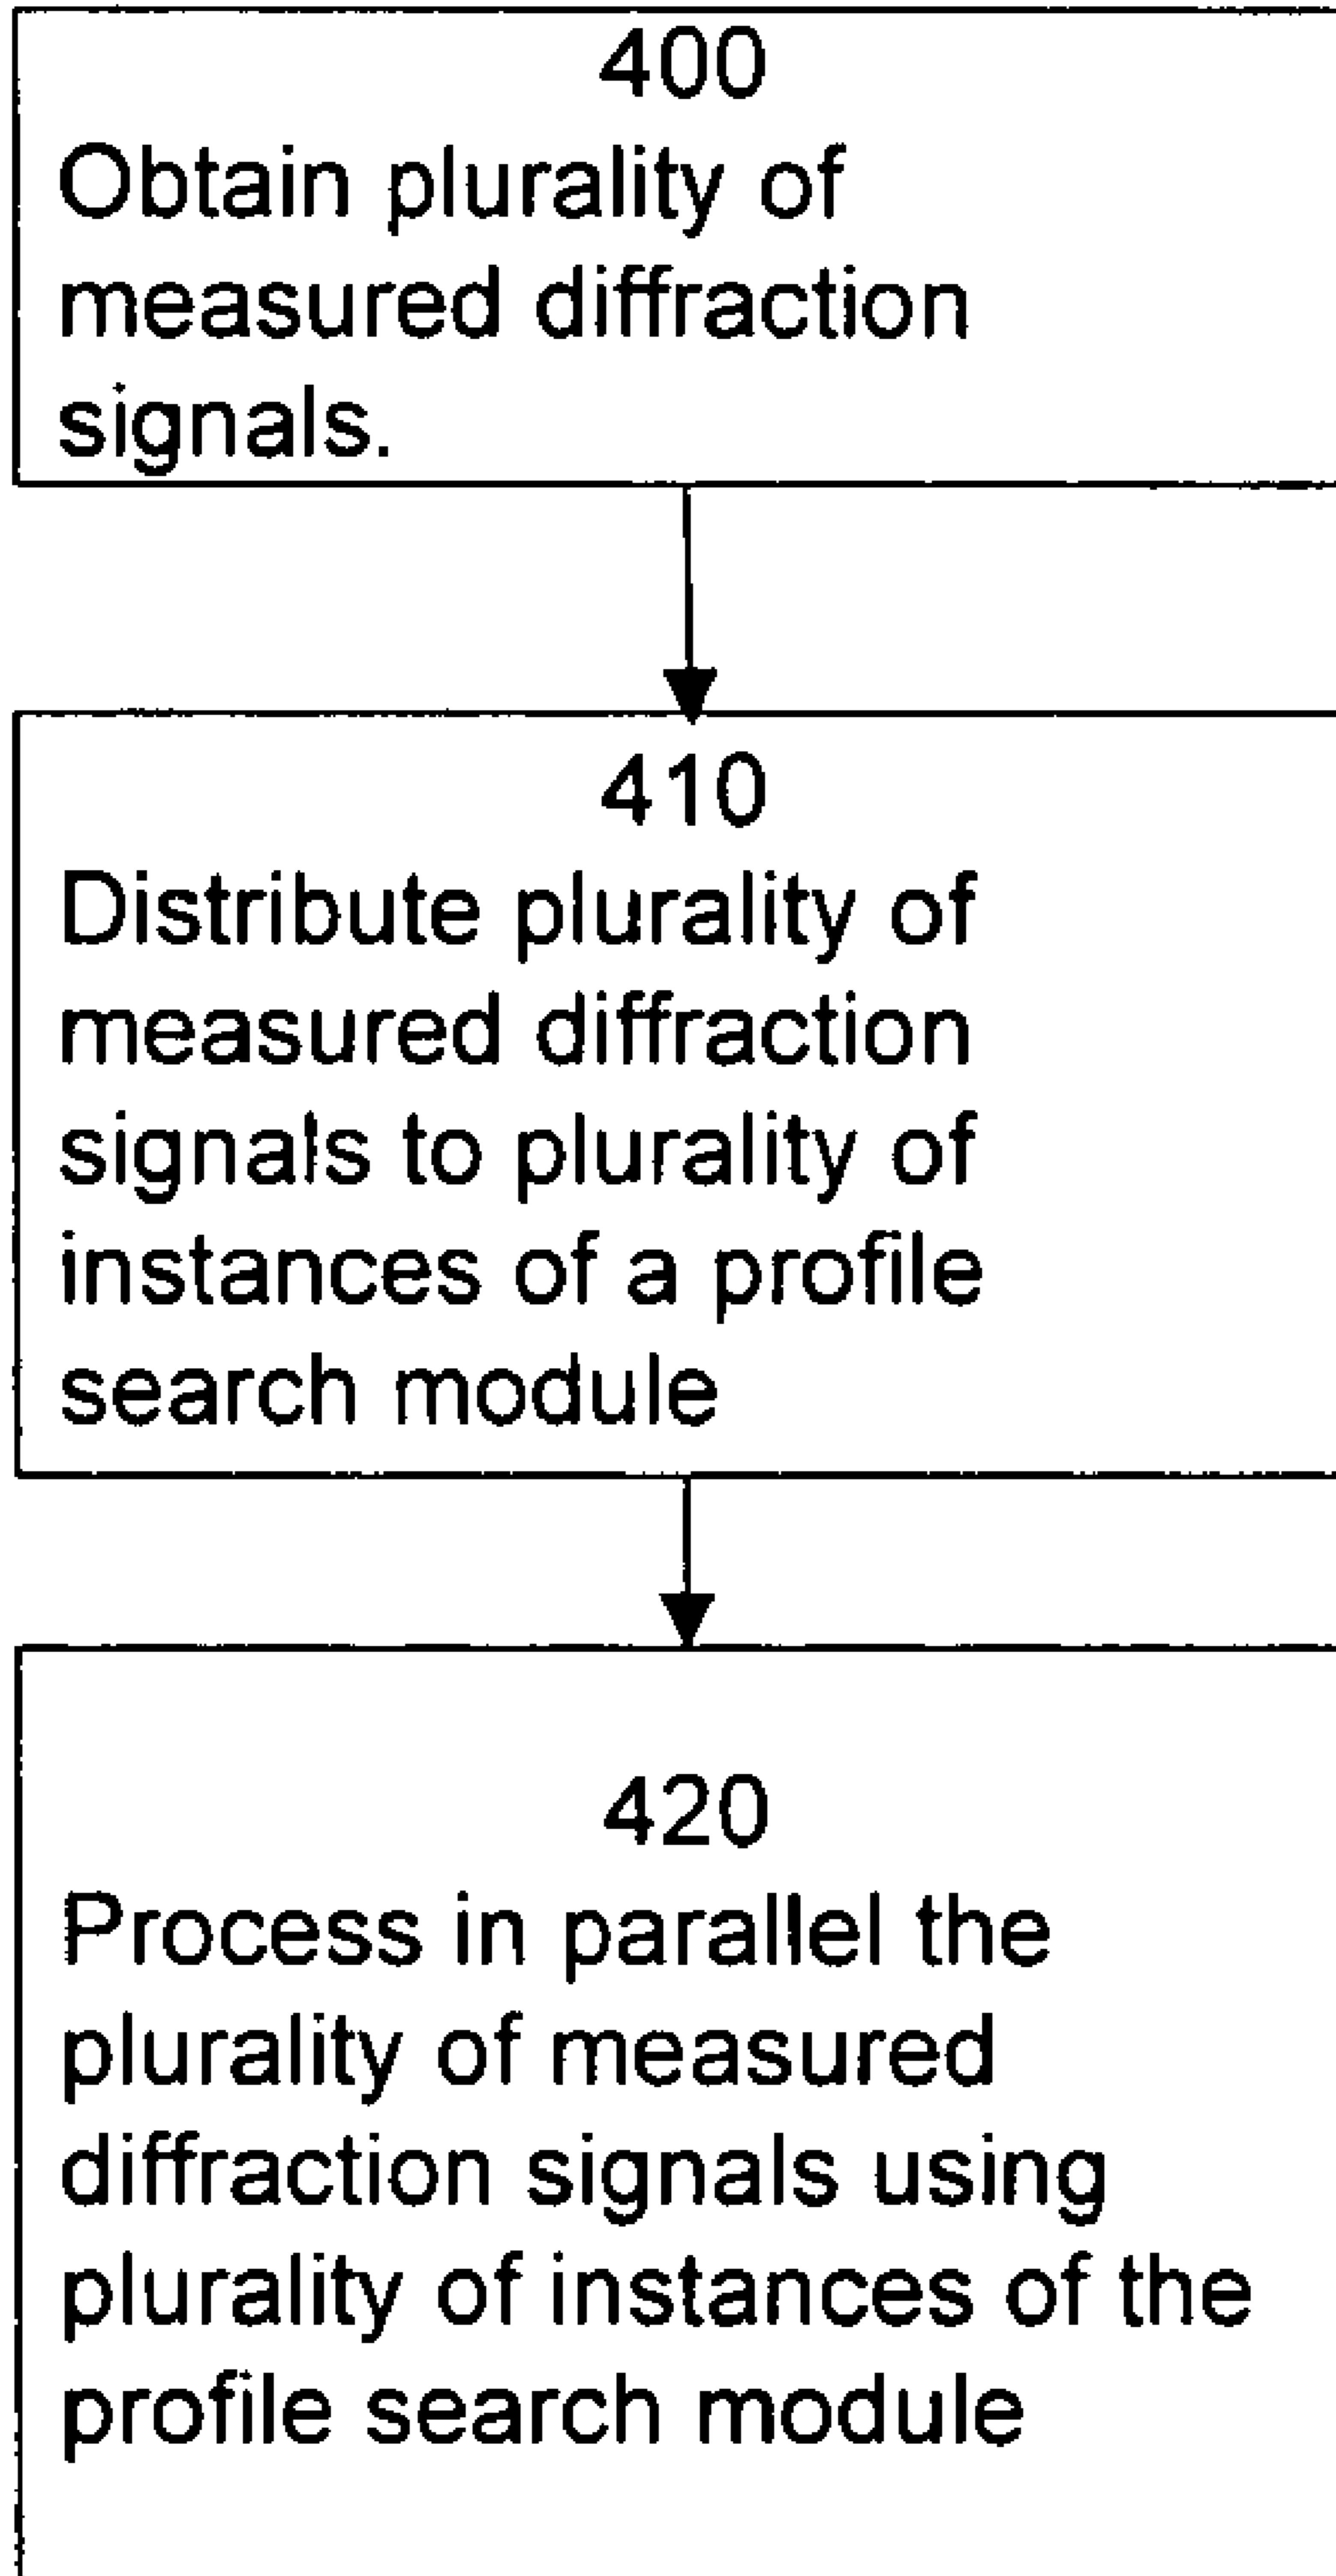 400
Obtain plurality of
measured diffraction
signals.
410
Distribute plurality of
measured diffraction
signals to plurality of
instances of a profile
search module
420
Process in parallel the
plurality of measured
diffraction signals using
plurality of instances of the
profile search module